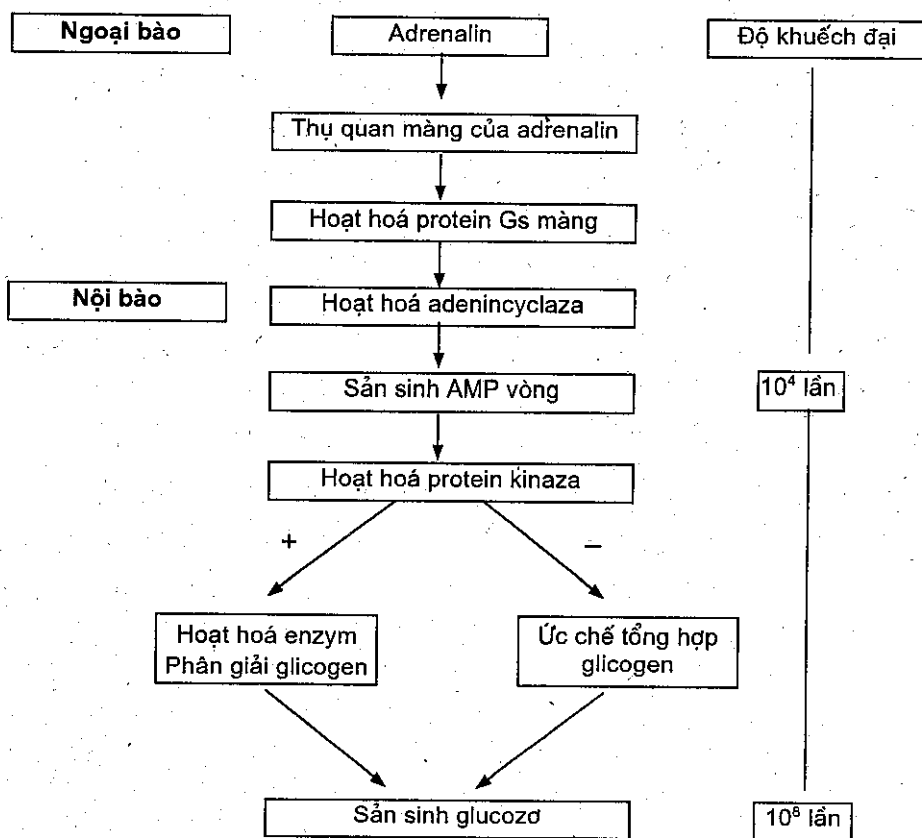 Ngoại bào
Adrenalin
Độ khuếch đại
Thụ quan màng của adrenalin
Hoạt hoá protein Gs màng
Nội bào
Hoạt hoá adenincyclaza
Sản sinh AMP vòng
10⁴ lần
Hoạt hoá protein kinaza
+
−
Hoạt hoá enzym
Phân giải glicogen
Ức chế tổng hợp
glicogen
Sản sinh glucozơ
10⁸ lần